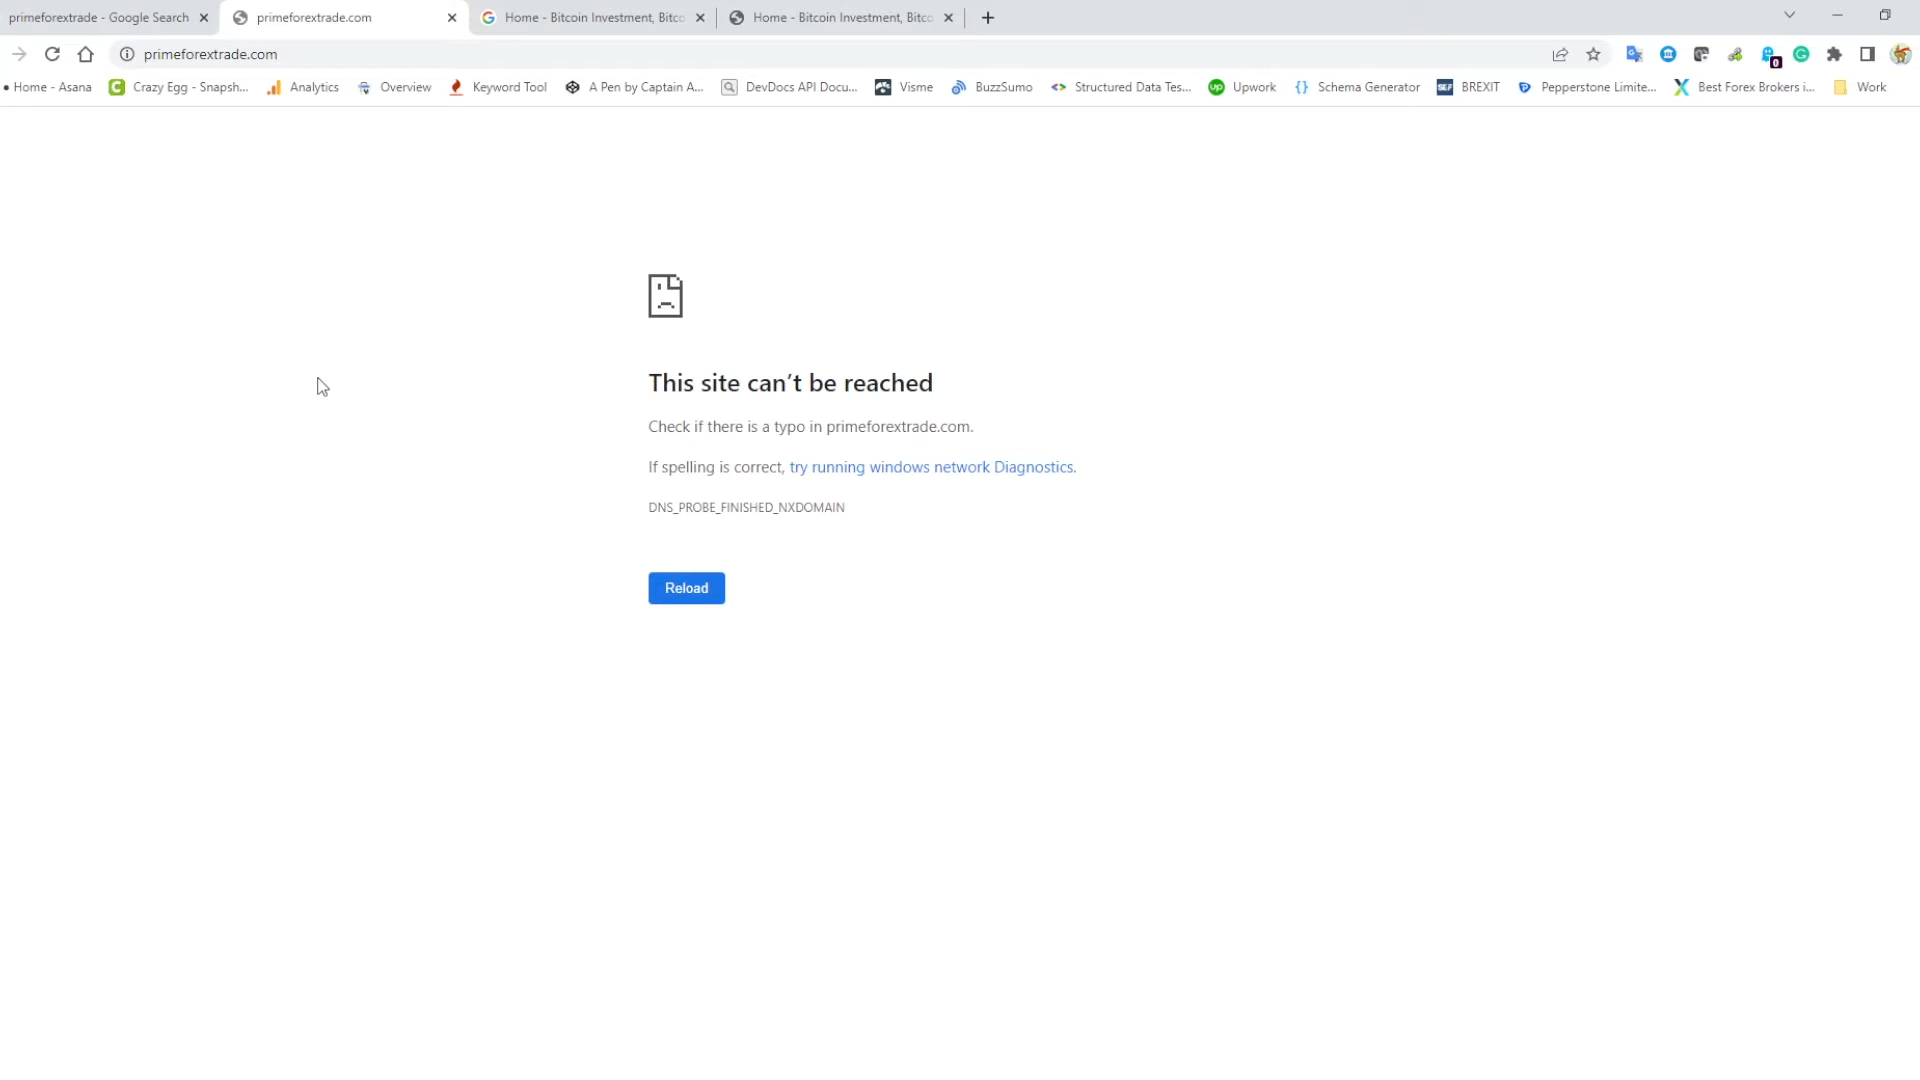 primeforextrade - Google Search
primeforextrade.com
Home - Bitcoin Investment, Bitco
Home - Bitcoin Investment, Bitco
primeforextrade.com
0
Home - Asana
Crazy Egg - Snapsh...
Analytics
Overview
Keyword Tool
A Pen by Captain A...
DevDocs API Docu...
Visme
BuzzSumo
Structured Data Tes...
Upwork
Schema Generator
BREXIT
Pepperstone Limite...
Best Forex Brokers i...
Work
This site can't be reached
Check if there is a typo in primeforextrade.com.
If spelling is correct, try running windows network Diagnostics.
DNS_PROBE_FINISHED_NXDOMAIN
Reload